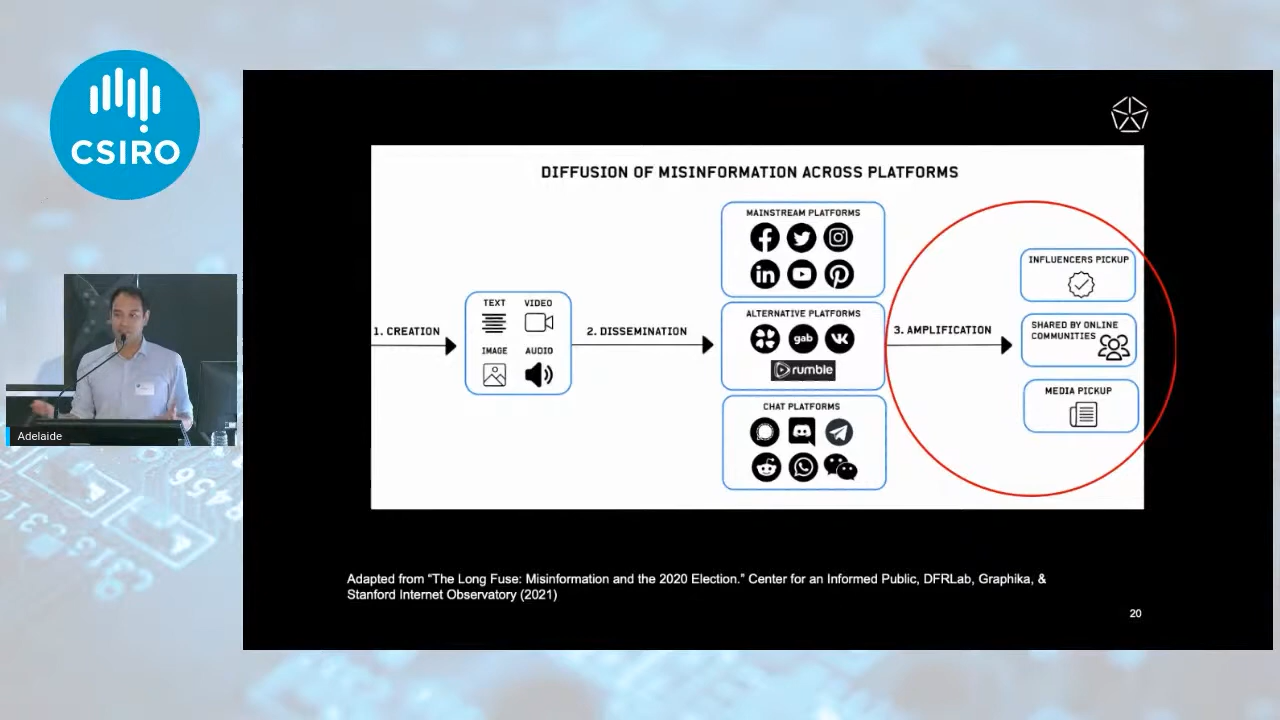 CSIRO
DIFFUSION OF MISINFORMATION ACROSS PLATFORMS
1. CREATION
TEXT VIDEO
IMAGE AUDIO
2. DISSEMINATION
MAINSTREAM PLATFORMS
ALTERNATIVE PLATFORMS
gab
rumble
CHAT PLATFORMS
3. AMPLIFICATION
INFLUENCERS PICKUP
SHARED BY ONLINE
COMMUNITIES
MEDIA PICKUP
Adapted from “The Long Fuse: Misinformation and the 2020 Election.” Center for an Informed Public, DFRLab, Graphika, &
Stanford Internet Observatory (2021)
20
Adelaide